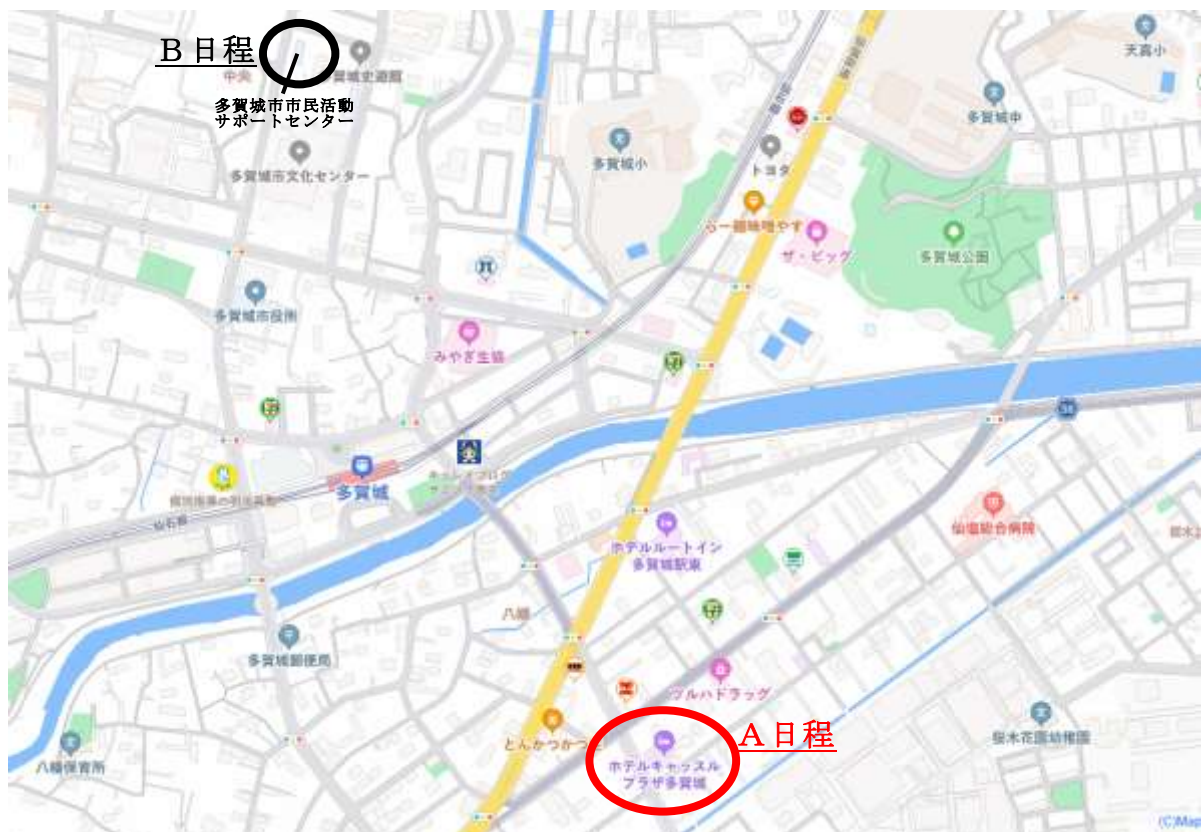 B日程
中央
多賀城史遊館
天真小
多賀城市市民活動
サポートセンター
多賀城中
多賀城小
トヨタ
多賀城市文化センター
ザ・ビッグ
多賀城公園
多賀城市役所
みやぎ生協
多賀城
仙石線
仙塩総合病院
ホテルルートイン
多賀城駅東
八幡
多賀城郵便局
ツルハドラッグ
とんかつかつ
A日程
桜木花園幼稚園
八幡保育所
ホテルキャッスル
プラザ多賀城